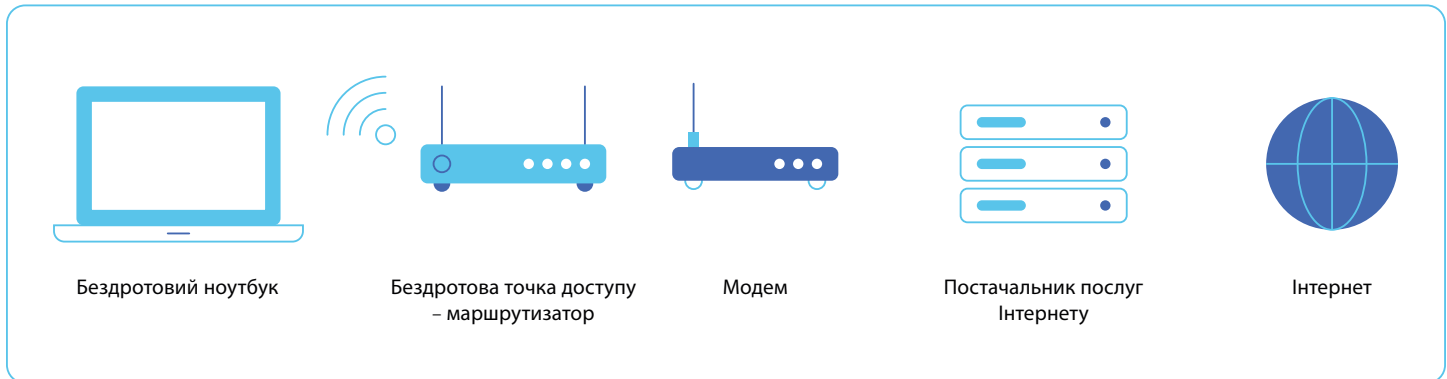 Бездротовий ноутбук
Бездротова точка доступу
– маршрутизатор
Модем
Постачальник послуг
Інтернету
Інтернет